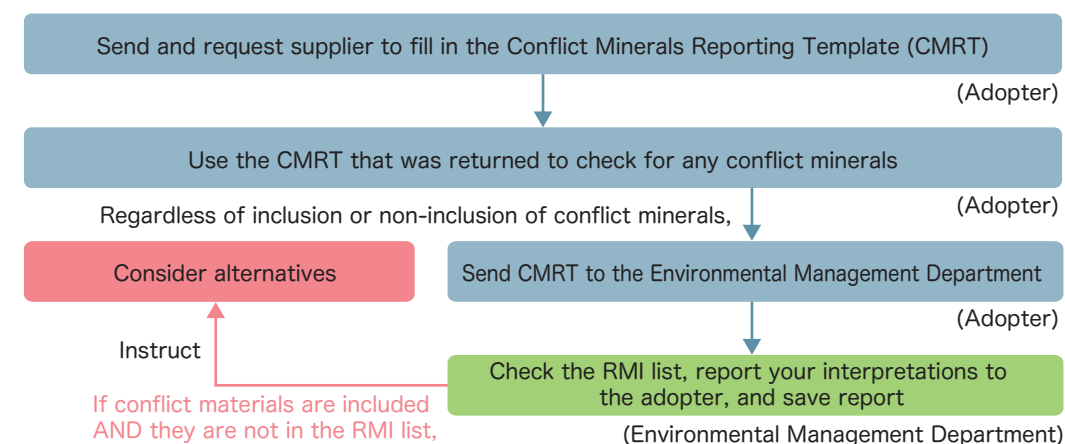 Send and request supplier to fill in the Conflict Minerals Reporting Template (CMRT)
(Adopter)
Use the CMRT that was returned to check for any conflict minerals
(Adopter)
Regardless of inclusion or non-inclusion of conflict minerals,
Consider alternatives
Send CMRT to the Environmental Management Department
(Adopter)
Instruct
Check the RMI list, report your interpretations to
the adopter, and save report
If conflict materials are included
AND they are not in the RMI list,
(Environmental Management Department)